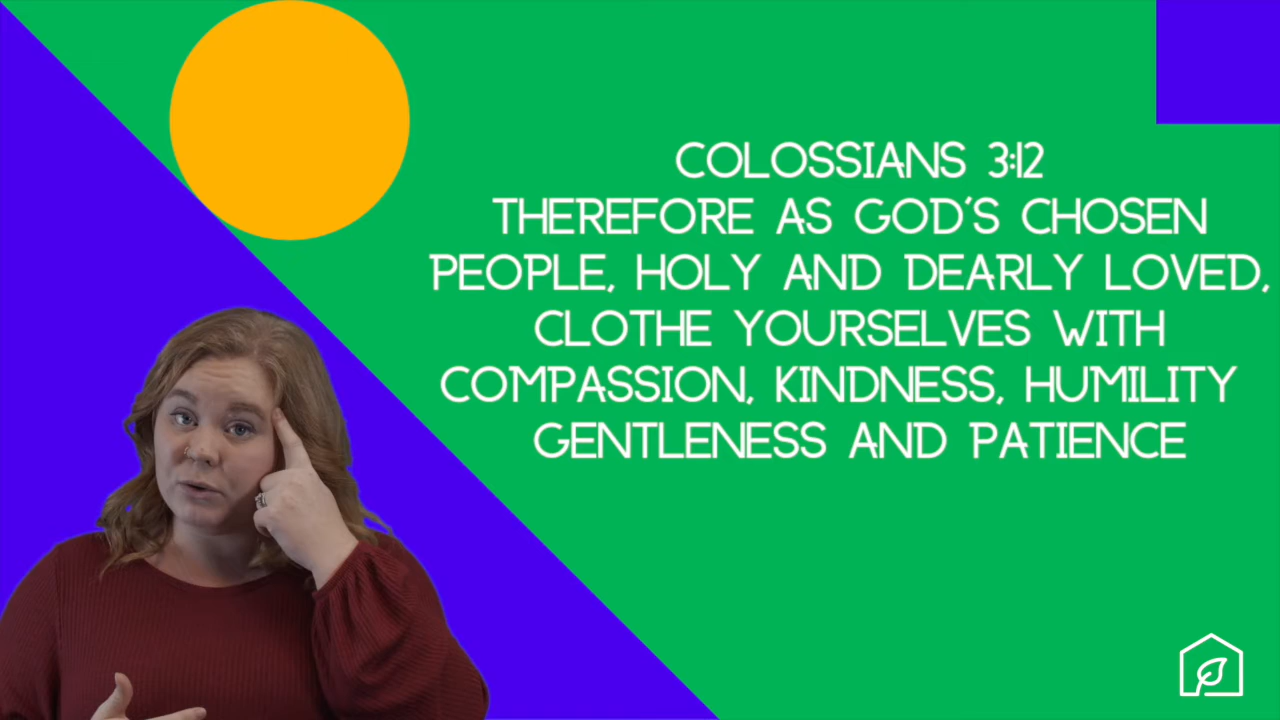 COLOSSIANS 3:12
THEREFORE AS GOD'S CHOSEN
PEOPLE, HOLY AND DEARLY LOVED,
CLOTHE YOURSELVES WITH
COMPASSION, KINDNESS, HUMILITY
GENTLENESS AND PATIENCE